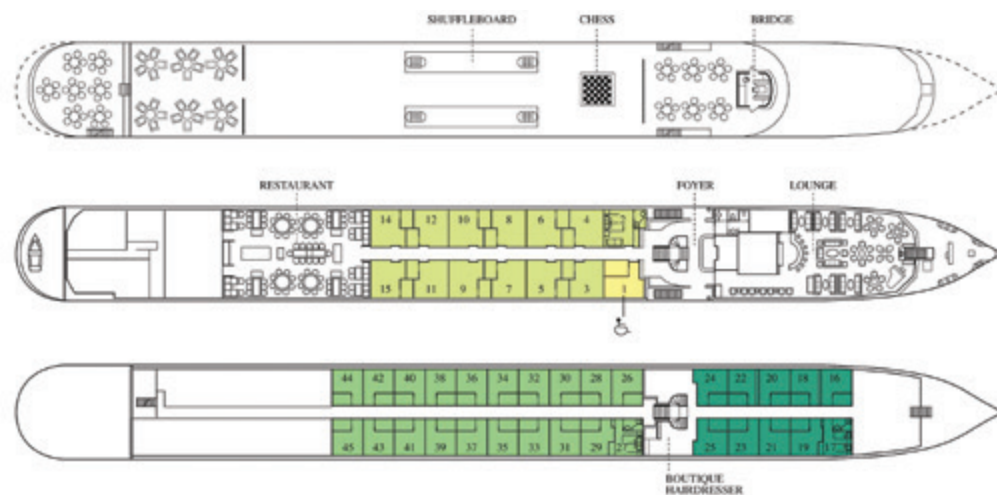 SHUFFLEBOARD CHESS BRIDGE
RESTAURANT FOYER LOUNGE
14 12 10 8 6 4 2
15 11 9 7 5 3 1
44 42 40 38 36 34 32 30 28 26 24 22 20 18 16
45 43 41 39 37 35 33 31 29 27 25 23 21 19 17
BOUTIQUE
HAIRDRESSER